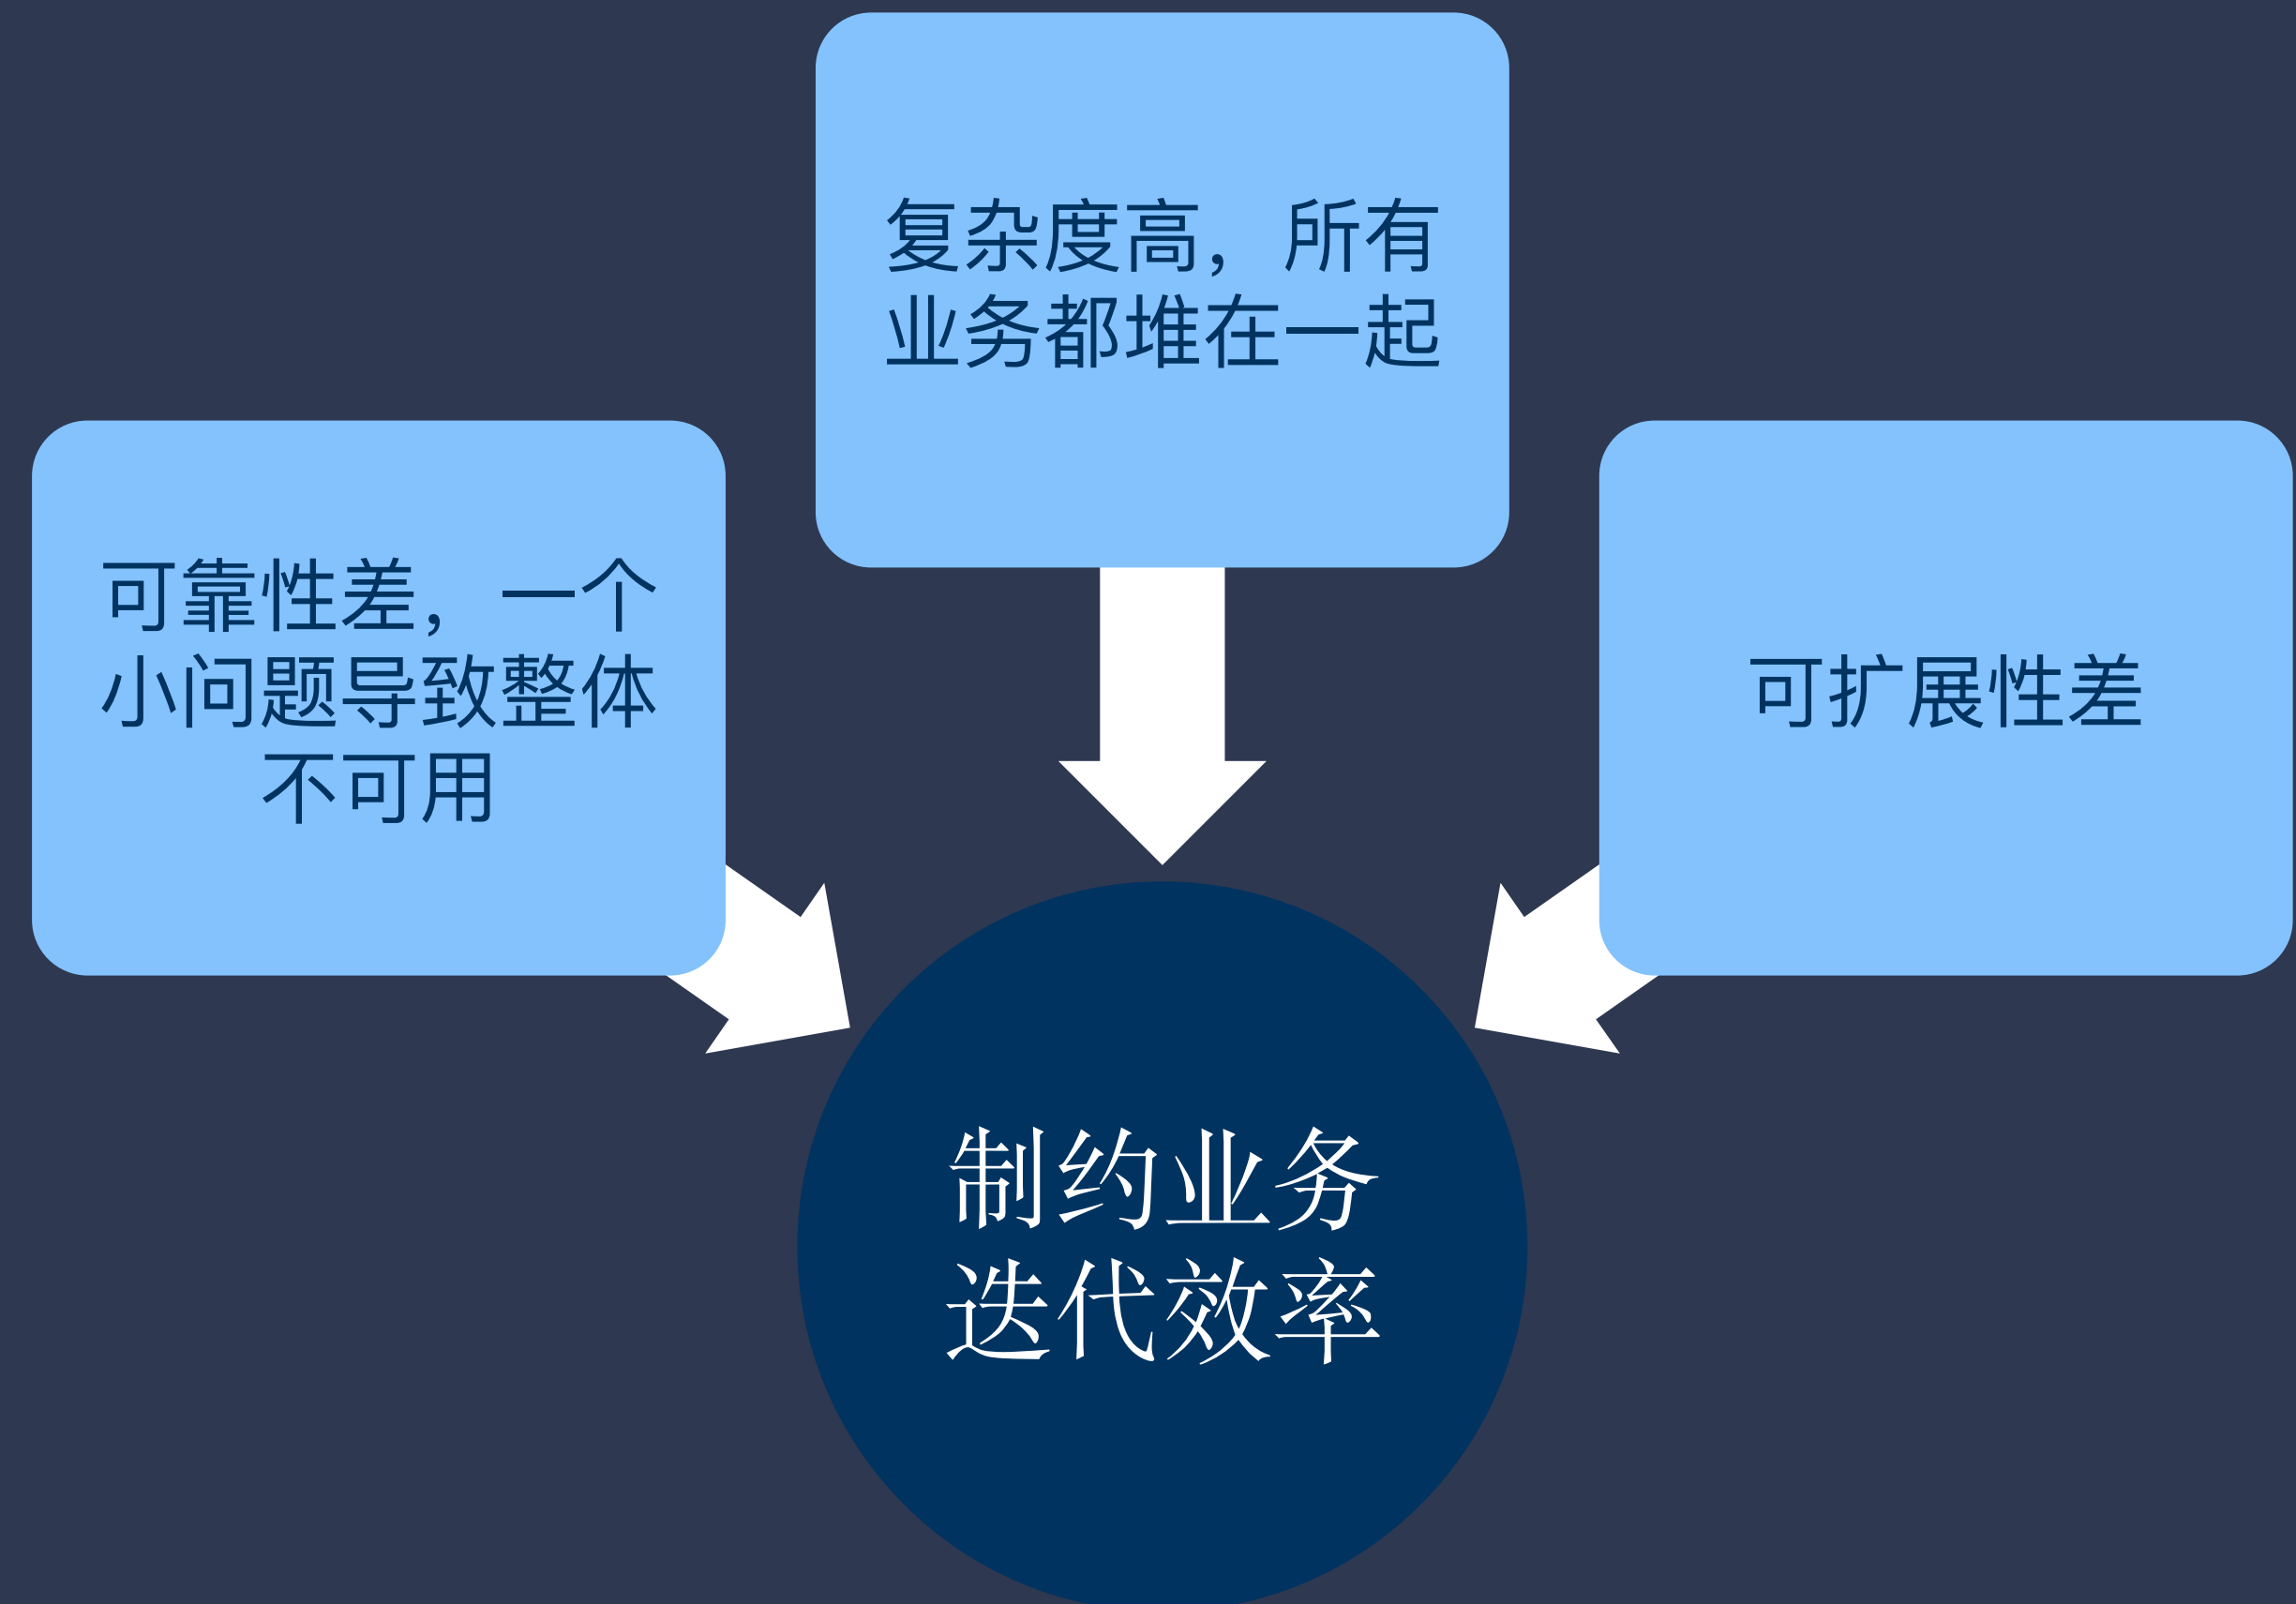 复杂度高，所有
业务都堆在一起
可靠性差，一个
小问题导致整体
不可用
可扩展性差
制约业务
送代效率